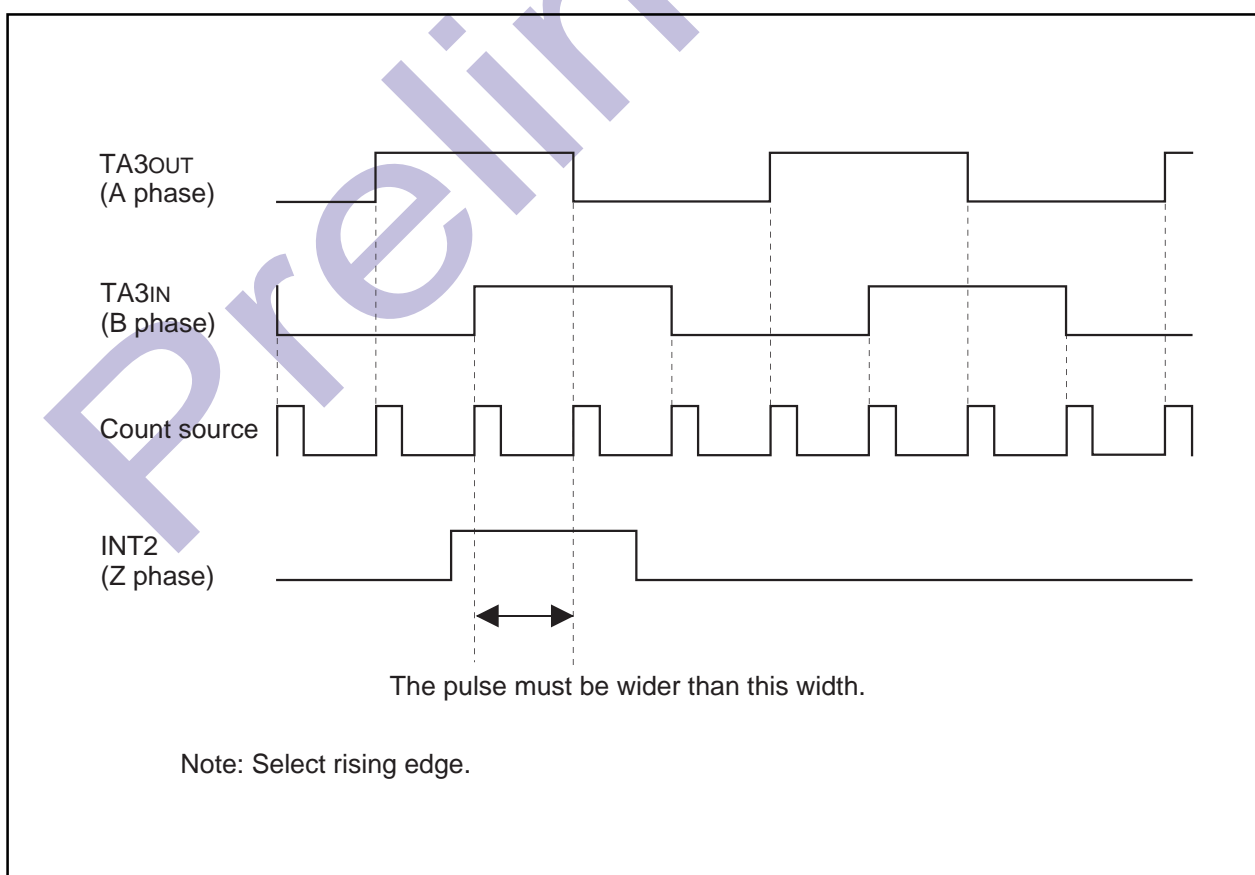 Prelin
TA3OUT
(A phase)
TA3IN
(B phase)
Count source
INT2
(Z phase)
The pulse must be wider than this width.
Note: Select rising edge.